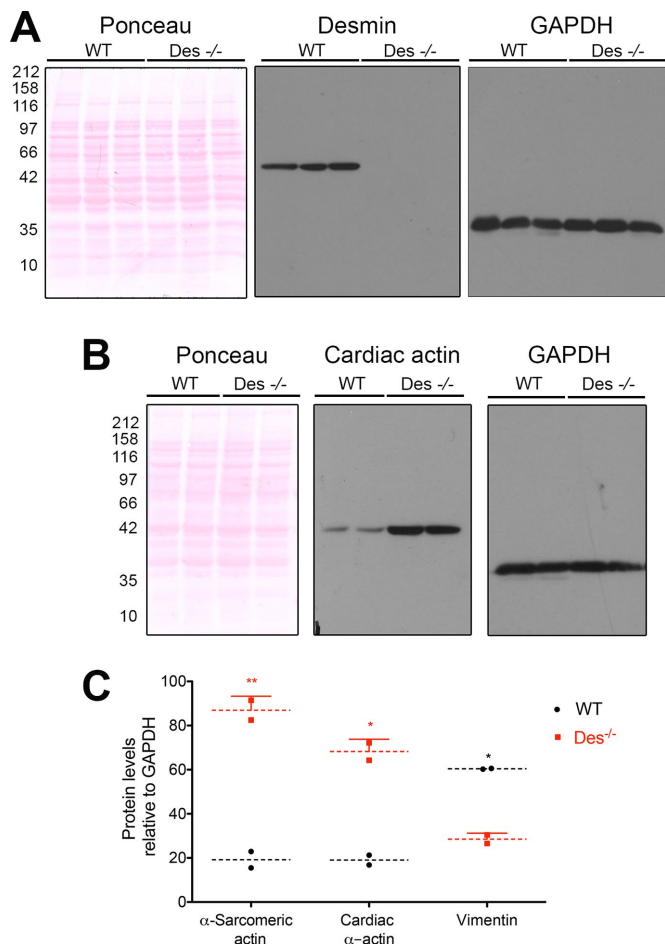 A
Ponceau Desmin GAPDH
WT Des -/- WT Des -/- WT Des -/-
212
158
116
97
66
42
35
10
B
Ponceau Cardiac actin GAPDH
WT Des -/- WT Des -/- WT Des -/-
212
158
116
97
66
42
35
10
C
Protein levels
relative to GAPDH
100
80
60
40
20
0
** * *
WT
Des-/-
α-Sarcomeric
actin
Cardiac
α-actin
Vimentin